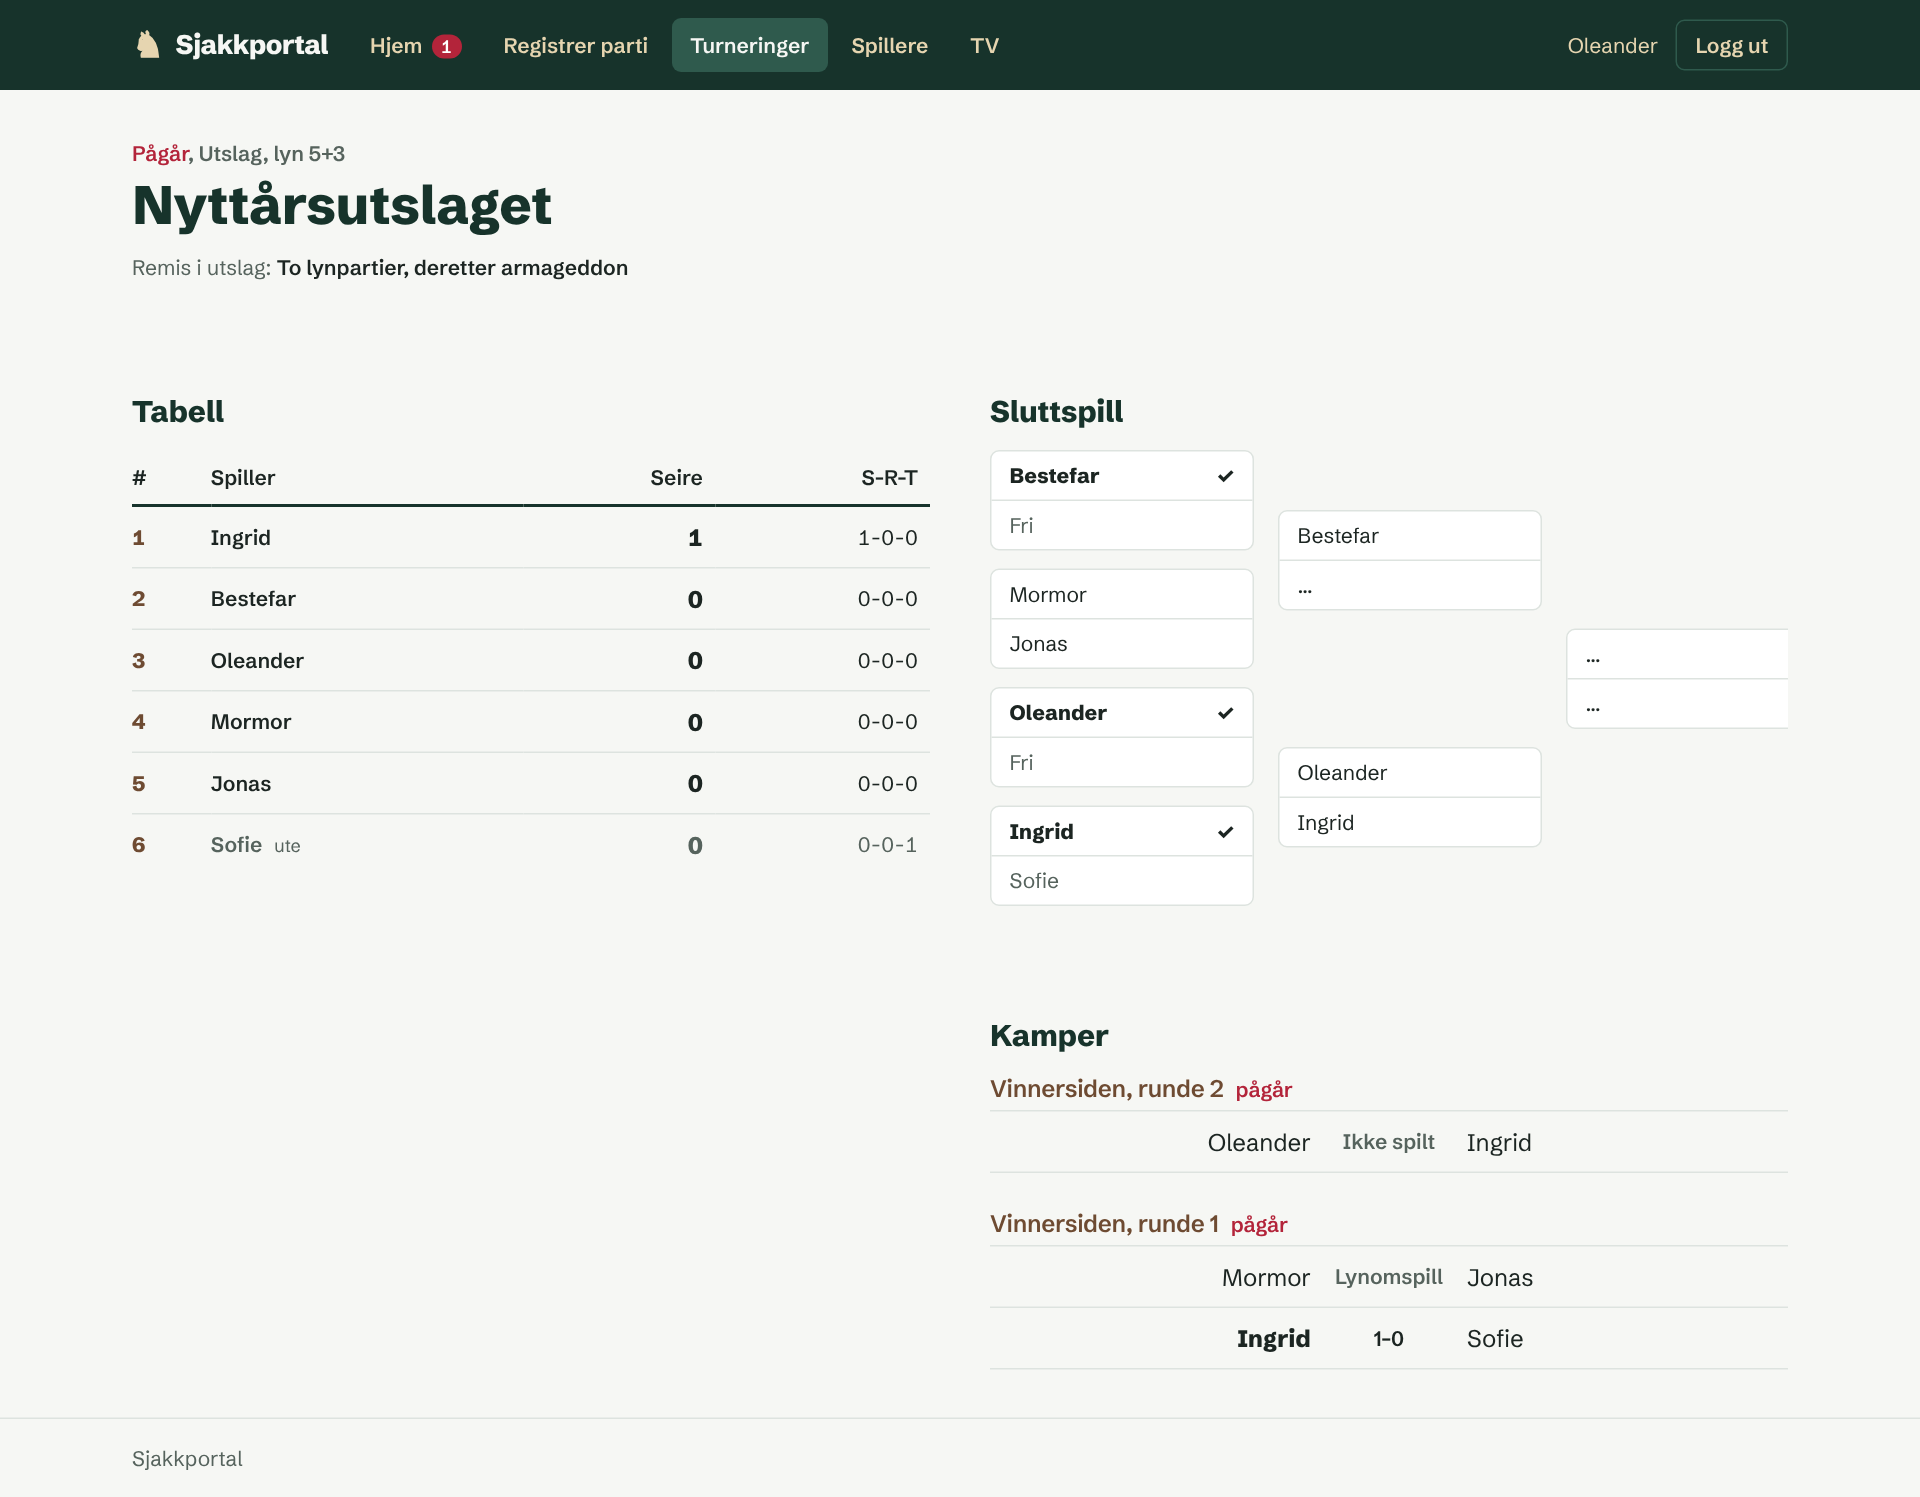 Sjakkportal Hjem 1 Registrer parti Turneringer Spillere TV Oleander Logg ut
Pågår, Utslag, lyn 5+3
Nyttårsutslaget
Remis i utslag: To lynpartier, deretter armageddon
Tabell
# Spiller Seire S-R-T
1 Ingrid 1 1-0-0
2 Bestefar 0 0-0-0
3 Oleander 0 0-0-0
4 Mormor 0 0-0-0
5 Jonas 0 0-0-0
6 Sofie ute 0 0-0-1
Sluttspill
Bestefar ✓
Fri
Mormor
Jonas
Oleander ✓
Fri
Ingrid ✓
Sofie
Bestefar
...
Oleander
Ingrid
...
...
Kamper
Vinnersiden, runde 2 pågår
Oleander Ikke spilt Ingrid
Vinnersiden, runde 1 pågår
Mormor Lynomspill Jonas
Ingrid 1-0 Sofie
Sjakkportal